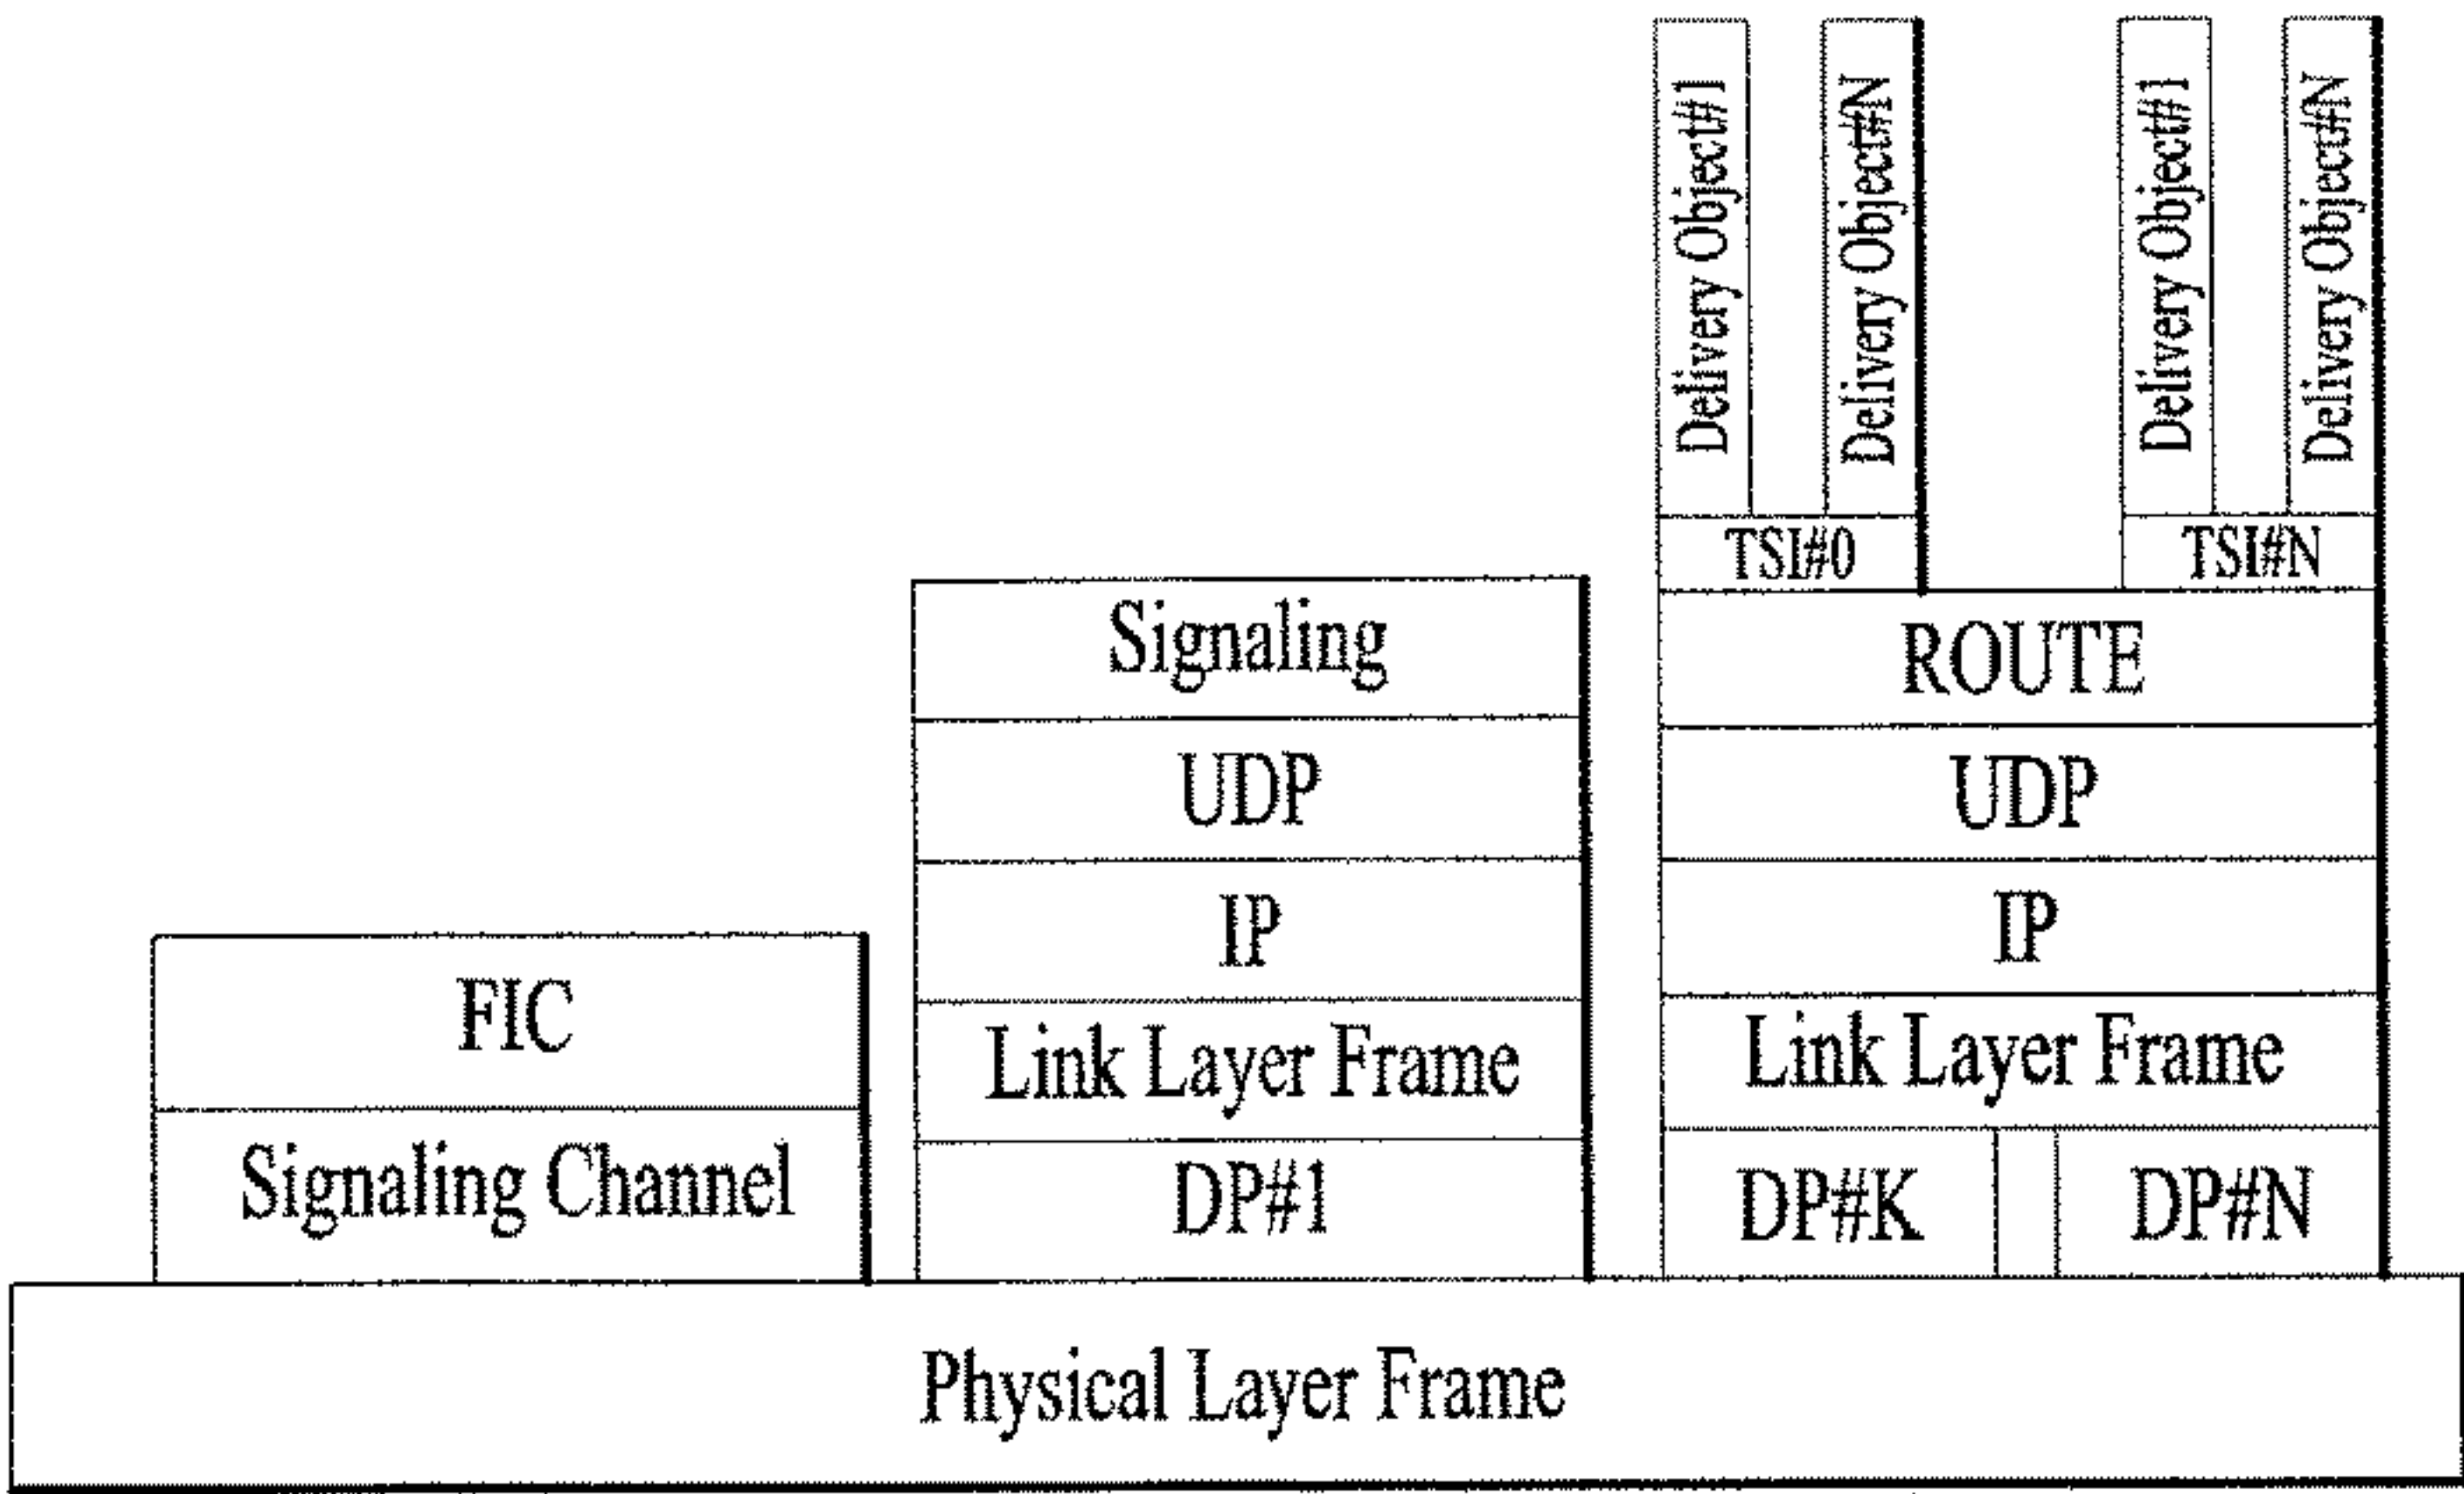 Delivery Object#1
Delivery Object#N
Delivery Object#1
Delivery Object#N
TSI#0
TSI#N
Signaling
ROUTE
UDP
UDP
IP
IP
FIC
Link Layer Frame
Link Layer Frame
Signaling Channel
DP#1
DP#K
DP#N
Physical Layer Frame